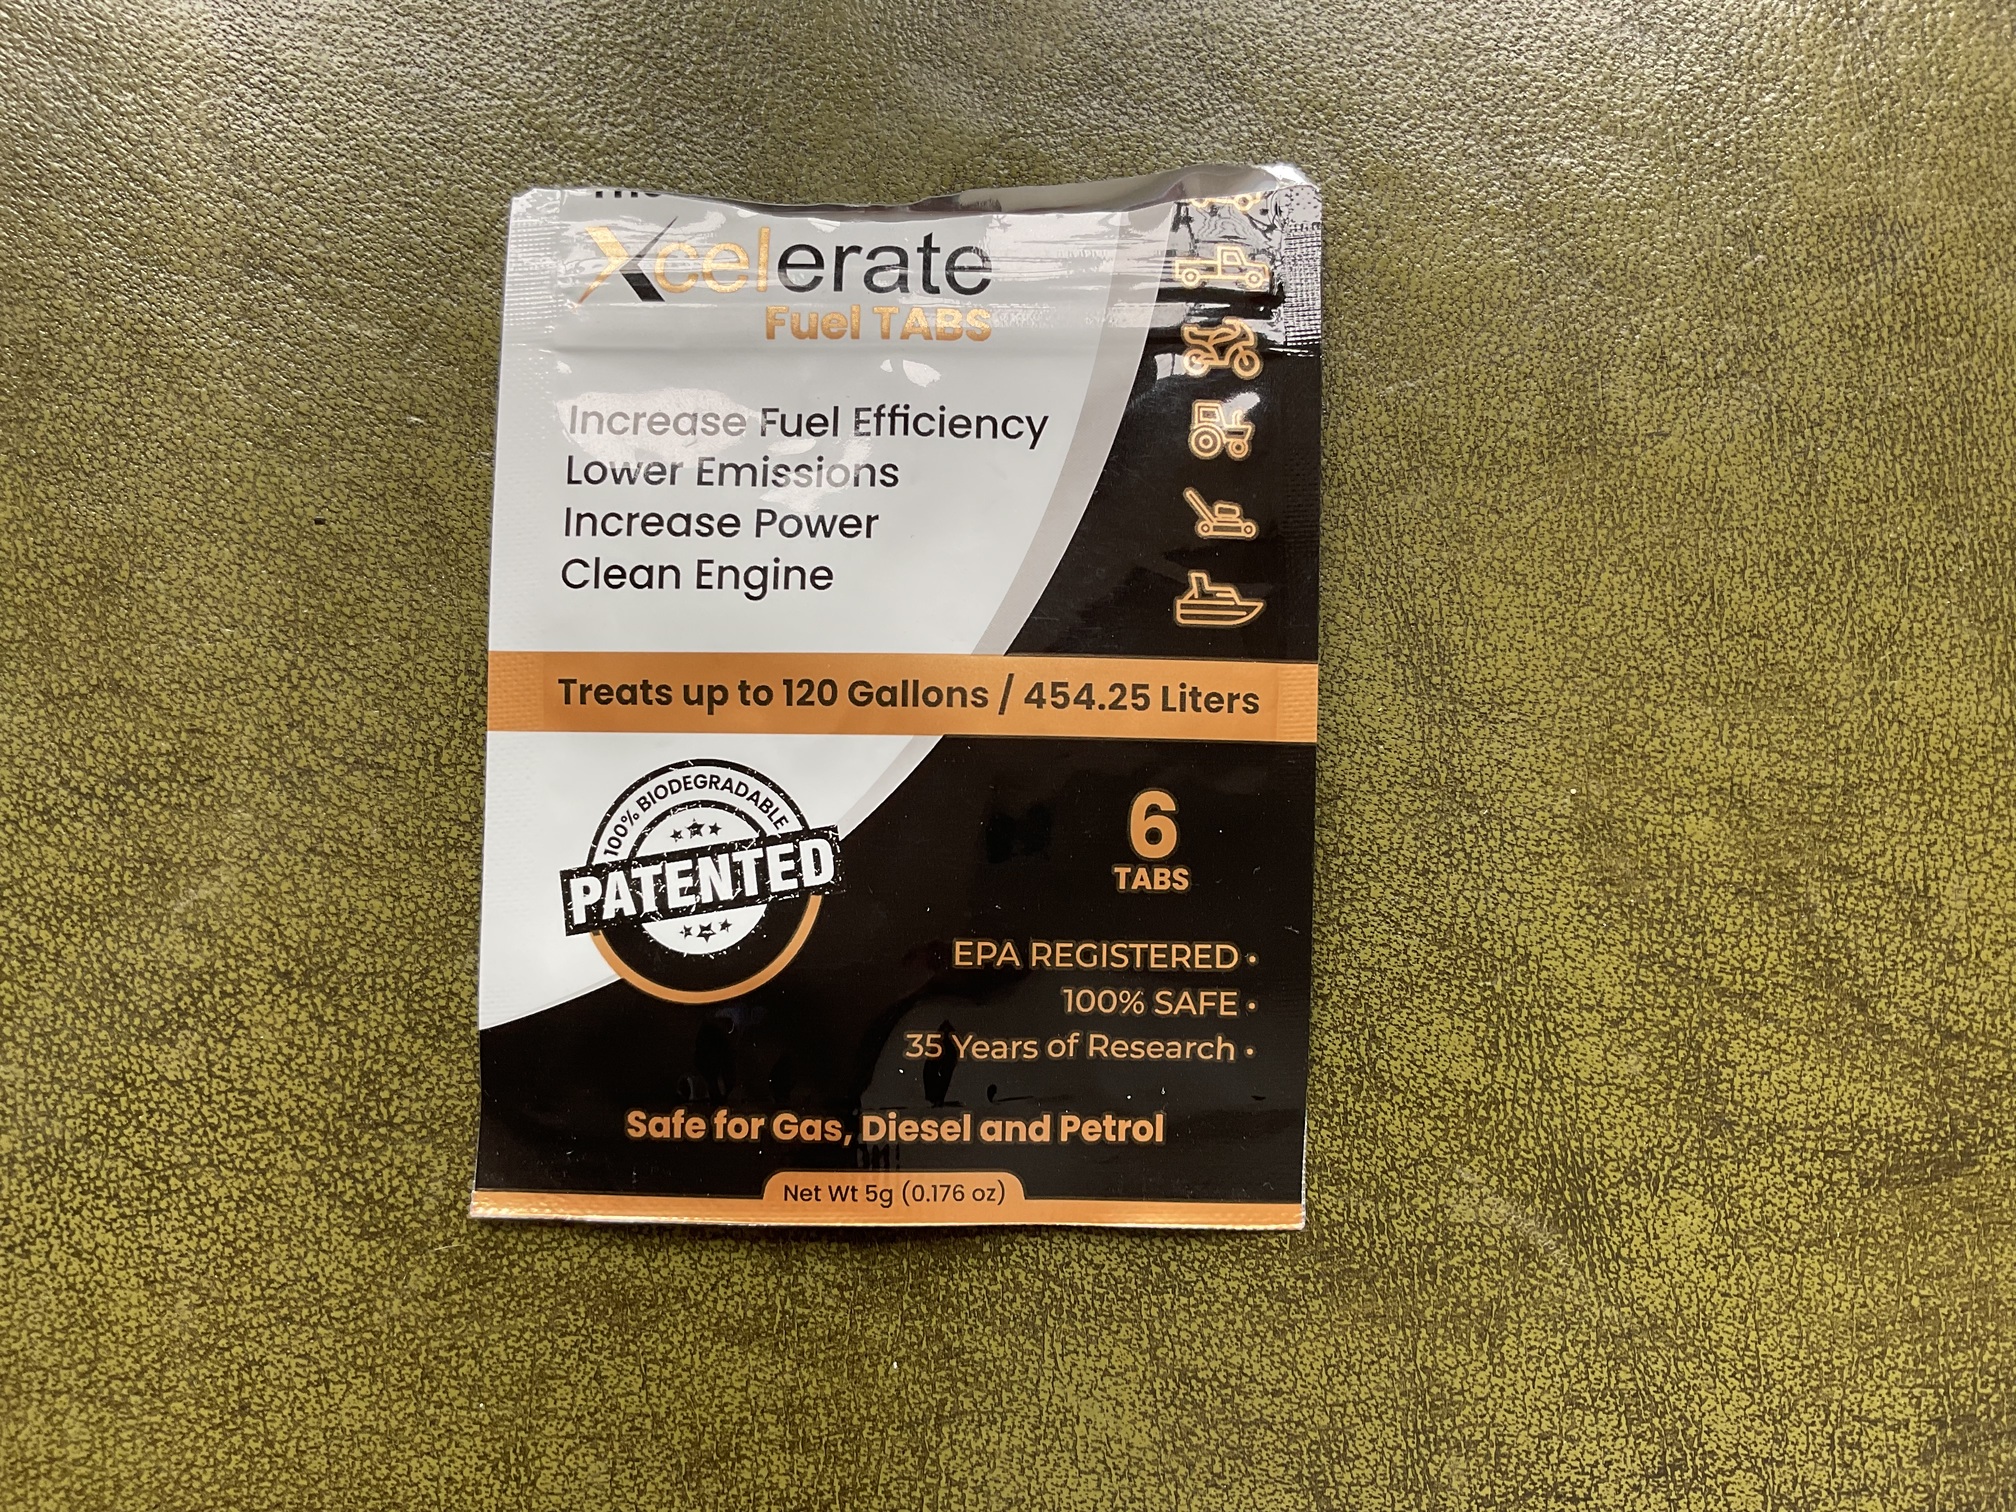 Xcelerate
Fuel TABS
Increase Fuel Efficiency
Lower Emissions
Increase Power
Clean Engine
Treats up to 120 Gallons / 454.25 Liters
100% BIODEGRADABLE
PATENTED
6
TABS
EPA REGISTERED •
100% SAFE •
35 Years of Research •
Safe for Gas, Diesel and Petrol
Net Wt 5g (0.176 oz)